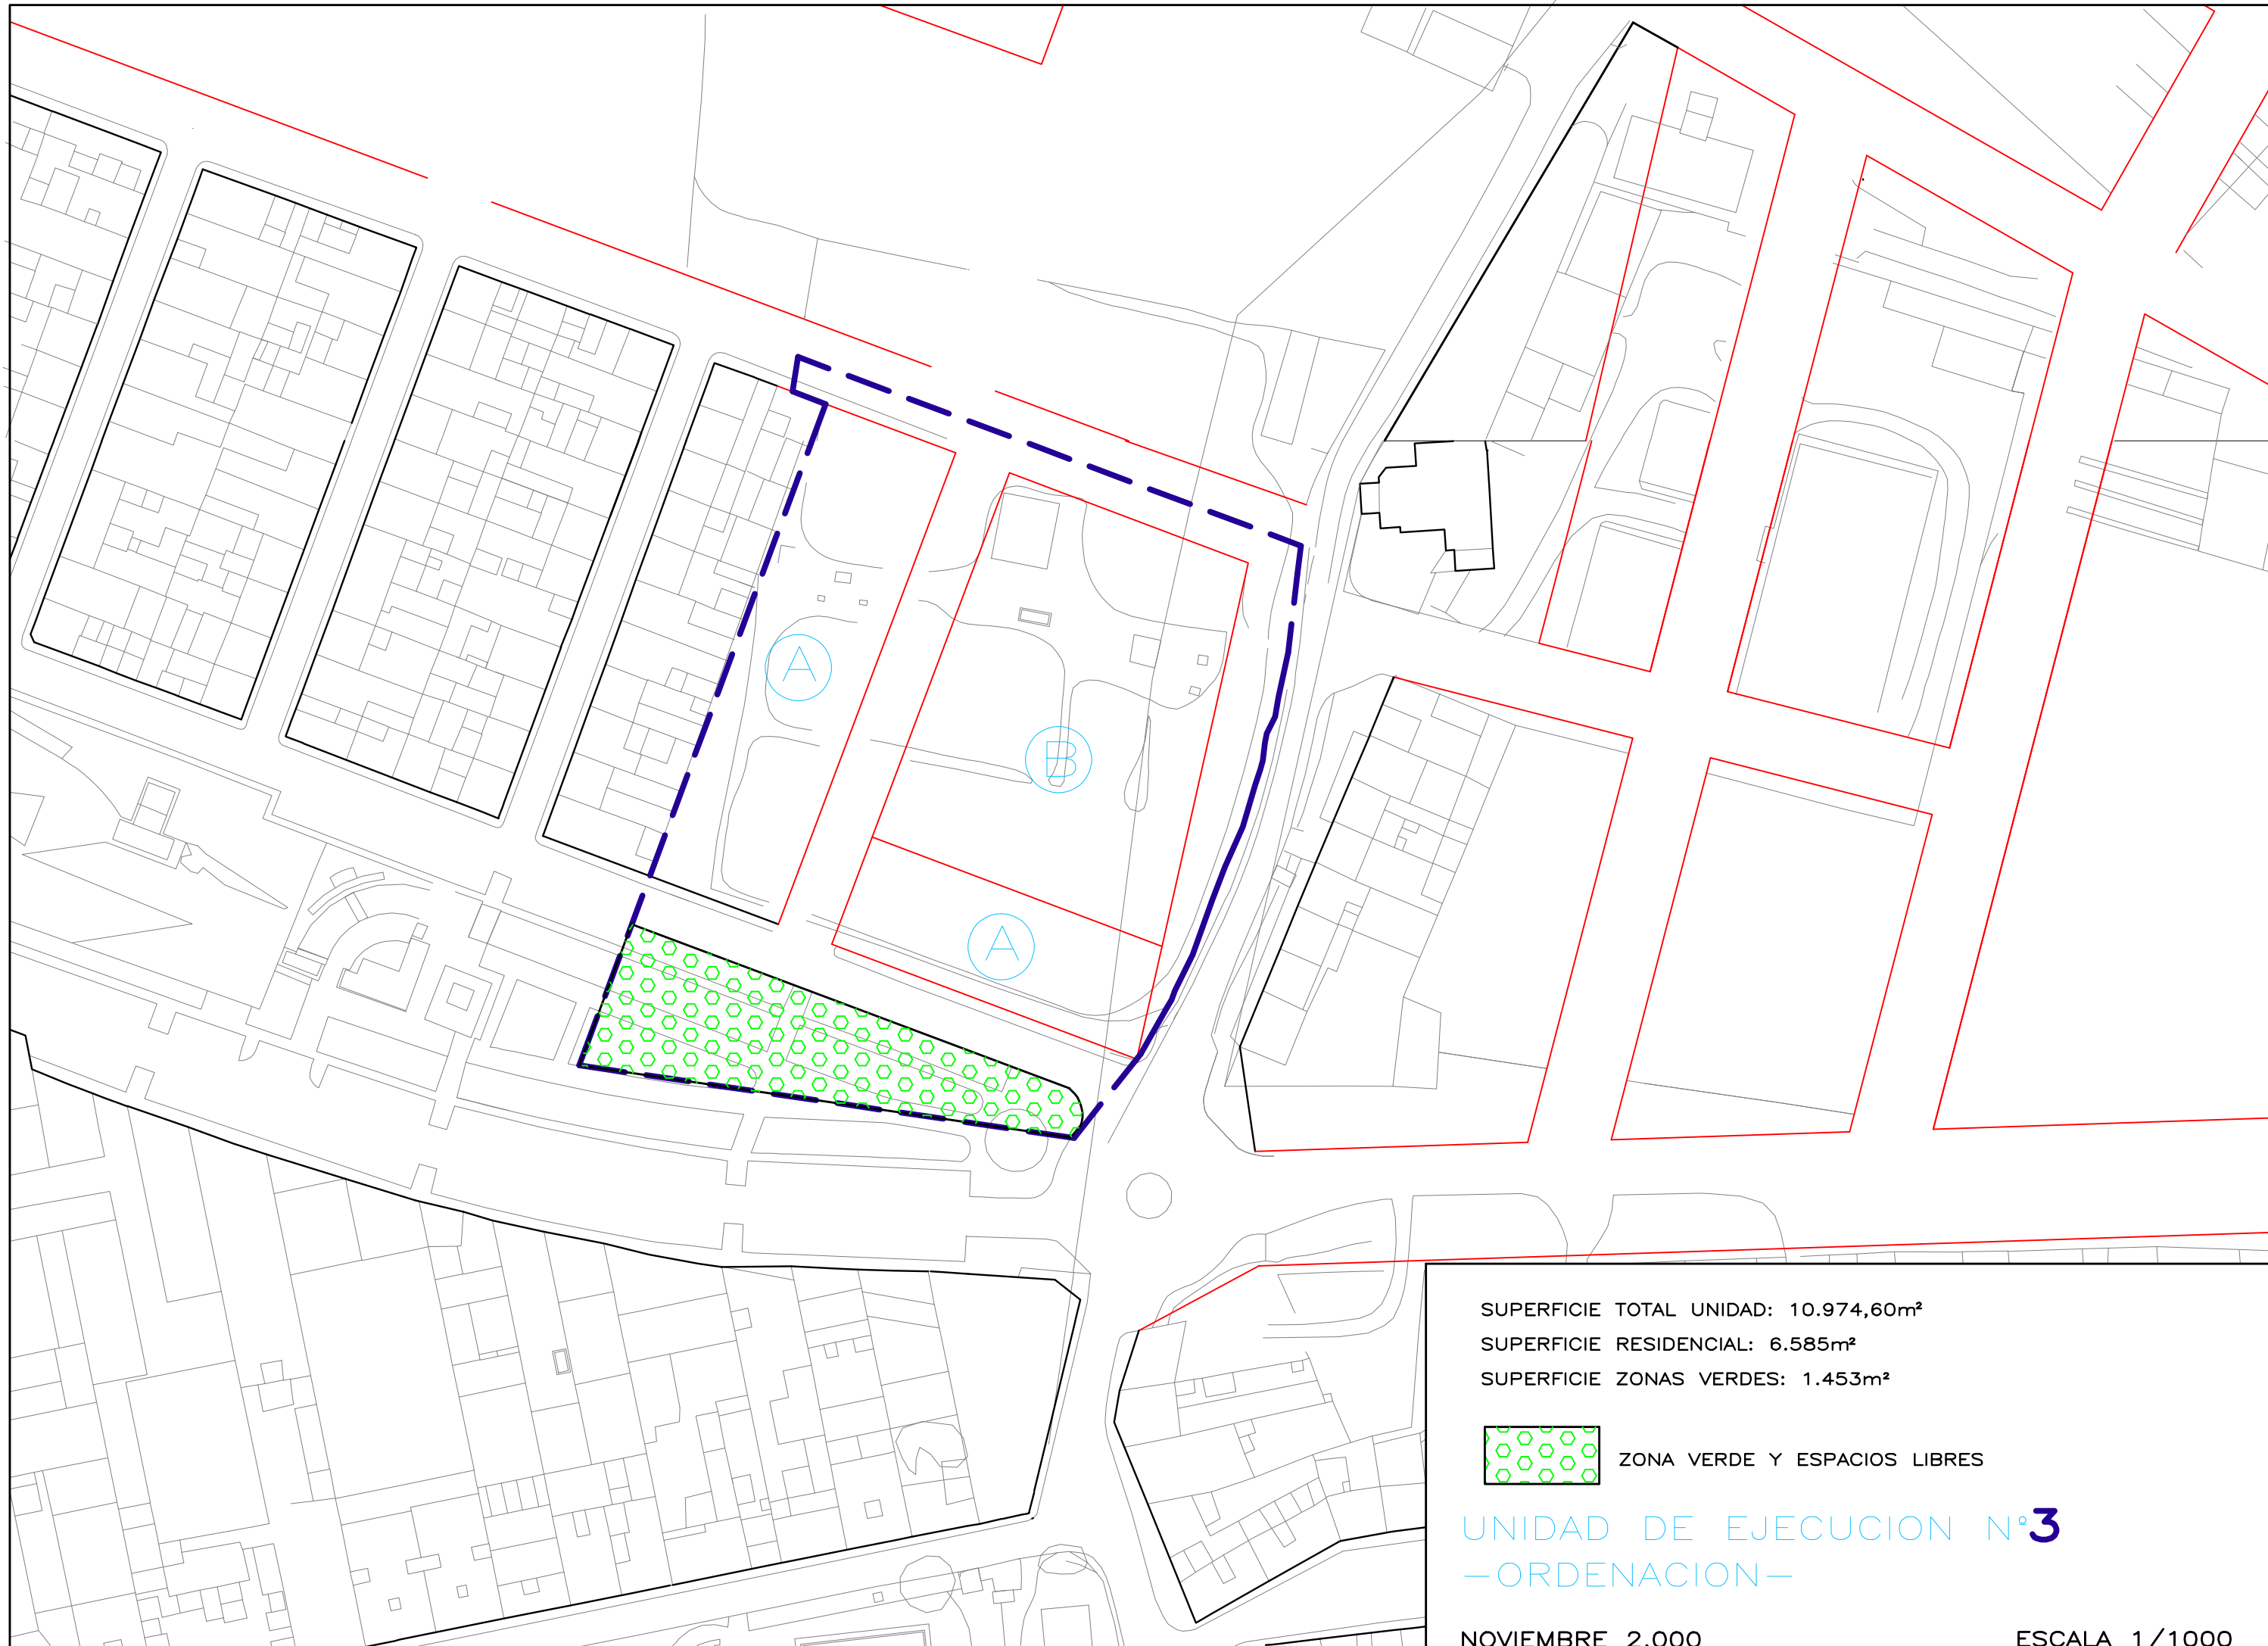 A
B
A
SUPERFICIE TOTAL UNIDAD: 10.974,60m²
SUPERFICIE RESIDENCIAL: 6.585m²
SUPERFICIE ZONAS VERDES: 1.453m²
ZONA VERDE Y ESPACIOS LIBRES
UNIDAD DE EJECUCION Nº3
—ORDENACION—
NOVIEMBRE 2.000 ESCALA 1/1000